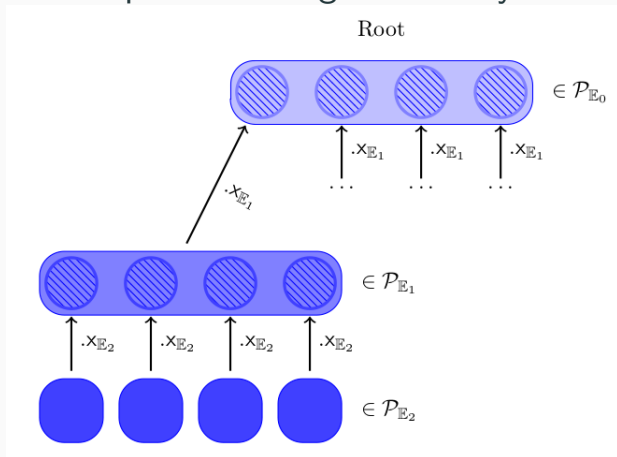 Root
∈ 𝒫_𝔼₀
.x_𝔼₁ .x_𝔼₁ .x_𝔼₁
.x_𝔼₁
... ... ...
∈ 𝒫_𝔼₁
.x_𝔼₂ .x_𝔼₂ .x_𝔼₂ .x_𝔼₂
∈ 𝒫_𝔼₂